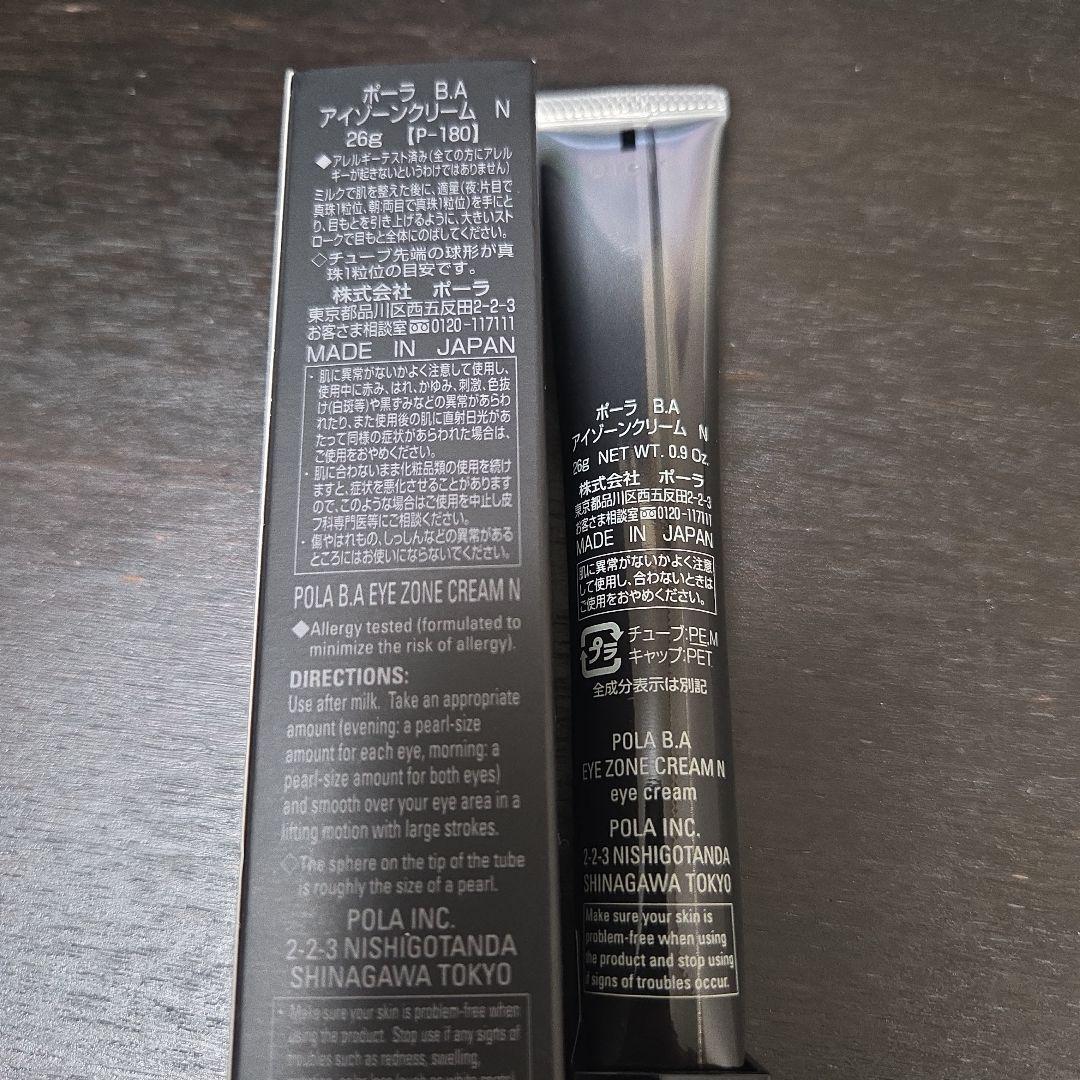 ポーラ B.A
アイゾーンクリーム N
26g 【P-180】
◆アレルギーテスト済み(全ての方にアレル
ギーが起きないというわけではありません)
ミルクで肌を整えた後に、適量(夜:片目で
真珠1粒位、朝:両目で真珠1粒位)を手にと
り、目もとを引き上げるように、大きいスト
ロークで目もと全体にのばしてください。
◇チューブ先端の球形が真
珠1粒位の目安です。
株式会社 ポーラ
東京都品川区西五反田2-2-3
お客さま相談室 0120-117111
MADE IN JAPAN
・肌に異常がないかよく注意して使用し、
使用中に赤み、はれ、かゆみ、刺激、色抜
け(白斑等)や黒ずみなどの異常があらわ
れたり、また使用後の肌に直射日光があ
たって同様の症状があらわれた場合は、
ご使用をおやめください。
・肌に合わないまま化粧品類の使用を続け
ますと、症状を悪化させることがあります
ので、このような場合はご使用を中止し皮
フ科専門医等にご相談ください。
・傷やはれもの、しっしんなどの異常がある
ところにはお使いにならないでください。
POLA B.A EYE ZONE CREAM N
◆Allergy tested (formulated to
minimize the risk of allergy).
DIRECTIONS:
Use after milk. Take an appropriate
amount (evening: a pearl-size
amount for each eye, morning: a
pearl-size amount for both eyes)
and smooth over your eye area in a
lifting motion with large strokes.
◇The sphere on the tip of the tube
is roughly the size of a pearl.
POLA INC.
2-2-3 NISHIGOTANDA
SHINAGAWA TOKYO
・Make sure your skin is problem-free when
using the product. Stop use if any signs of
troubles such as redness, swelling,
ポーラ B.A
アイゾーンクリーム N
26g NET WT. 0.9 Oz.
株式会社 ポーラ
東京都品川区西五反田2-2-3
お客さま相談室 0120-117111
MADE IN JAPAN
肌に異常がないかよく注意
して使用し、合わないときは
ご使用をおやめください。
プラ
チューブ:PE,M
キャップ:PET
全成分表示は別記
POLA B.A
EYE ZONE CREAM N
eye cream
POLA INC.
2-2-3 NISHIGOTANDA
SHINAGAWA TOKYO
Make sure your skin is
problem-free when using
the product and stop using
if signs of troubles occur.